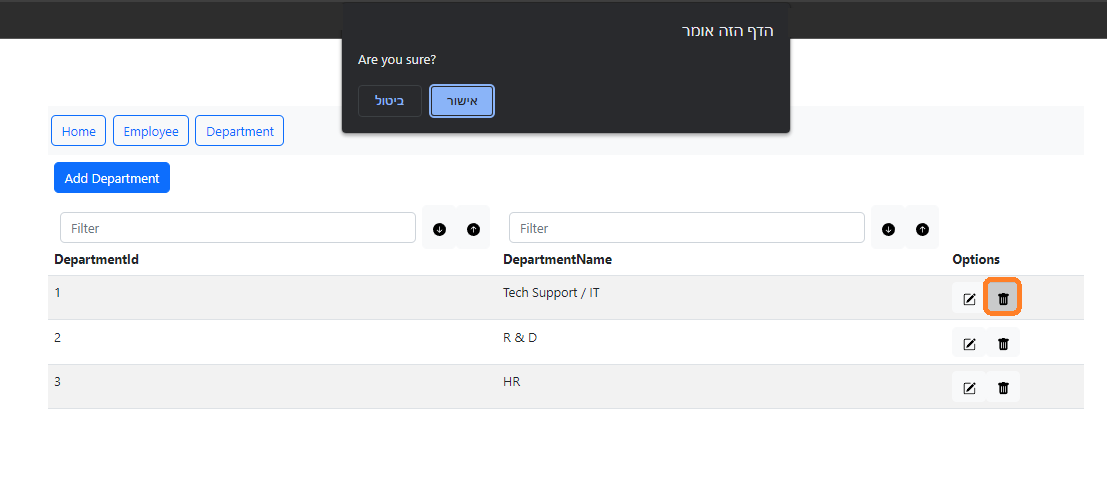 הדף הזה אומר
Are you sure?
ביטול אישור
Home Employee Department
Add Department
Filter Filter
DepartmentId DepartmentName Options
1 Tech Support / IT
2 R & D
3 HR